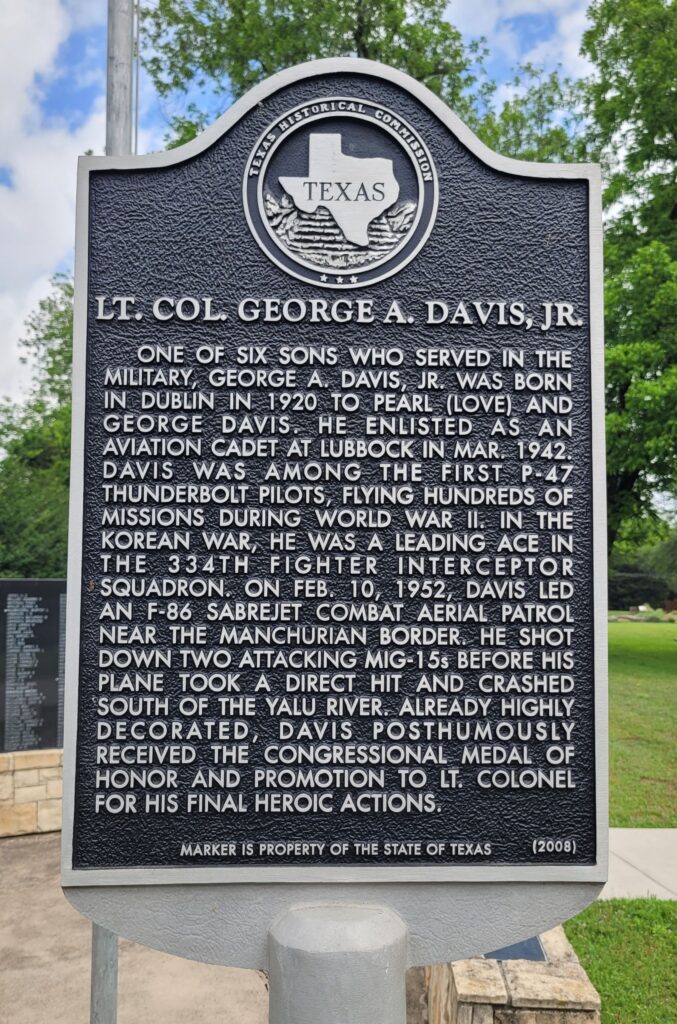 TEXAS HISTORICAL COMMISSION
TEXAS
LT. COL. GEORGE A. DAVIS, JR.
ONE OF SIX SONS WHO SERVED IN THE
MILITARY, GEORGE A. DAVIS, JR. WAS BORN
IN DUBLIN IN 1920 TO PEARL (LOVE) AND
GEORGE DAVIS. HE ENLISTED AS AN
AVIATION CADET AT LUBBOCK IN MAR. 1942.
DAVIS WAS AMONG THE FIRST P-47
THUNDERBOLT PILOTS, FLYING HUNDREDS OF
MISSIONS DURING WORLD WAR II. IN THE
KOREAN WAR, HE WAS A LEADING ACE IN
THE 334TH FIGHTER INTERCEPTOR
SQUADRON. ON FEB. 10, 1952, DAVIS LED
AN F-86 SABREJET COMBAT AERIAL PATROL
NEAR THE MANCHURIAN BORDER. HE SHOT
DOWN TWO ATTACKING MIG-15s BEFORE HIS
PLANE TOOK A DIRECT HIT AND CRASHED
SOUTH OF THE YALU RIVER. ALREADY HIGHLY
DECORATED, DAVIS POSTHUMOUSLY
RECEIVED THE CONGRESSIONAL MEDAL OF
HONOR AND PROMOTION TO LT. COLONEL
FOR HIS FINAL HEROIC ACTIONS.
MARKER IS PROPERTY OF THE STATE OF TEXAS (2008)